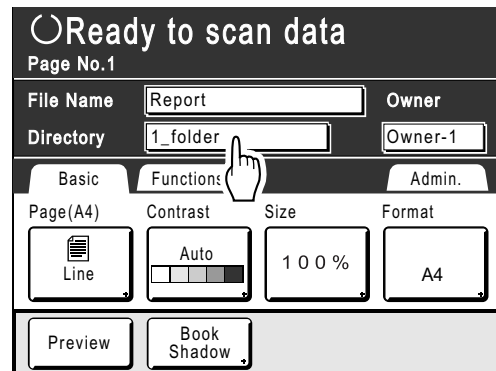 Ready to scan data
Page No.1
File Name Report Owner
Directory 1_folder Owner-1
Basic Functions Admin.
Page(A4) Contrast Size Format
Line Auto 100% A4
Preview Book Shadow